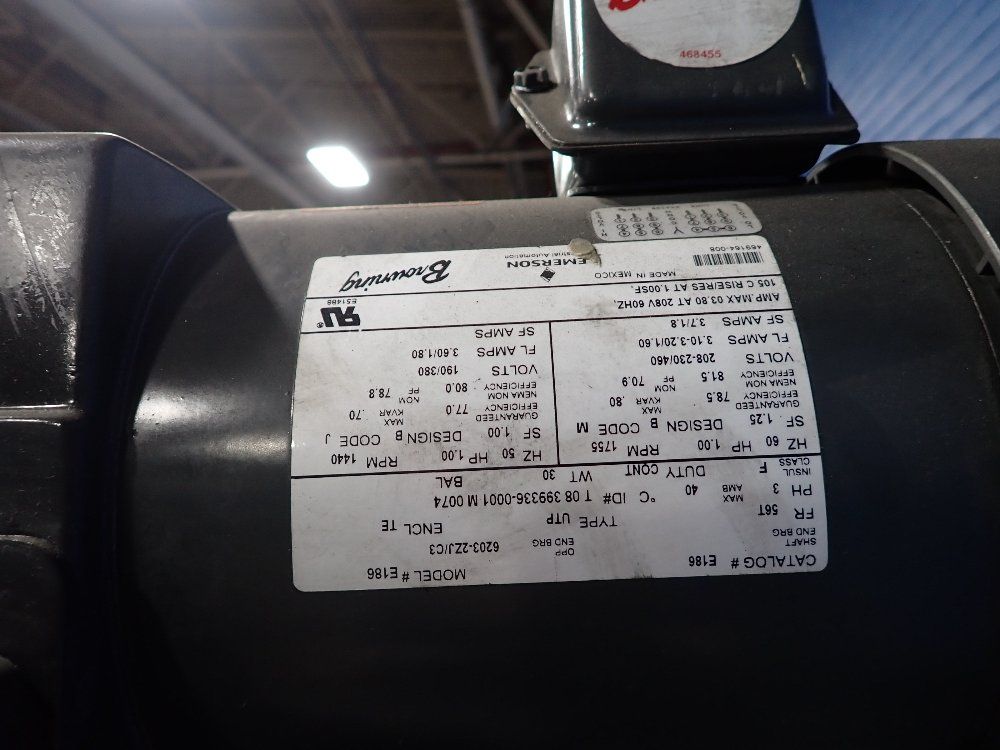 468455
CATALOG # E186 MODEL # E186
SHAFT END BRG OPP END BRG 6203-2ZJ/C3
FR 56T TYPE UTP ENCL TE
PH 3 MAX AMB 40 °C ID# T 08 399336-0001 M 0074
INSUL CLASS F DUTY CONT WT 30 BAL
HZ 60 HP 1.00 RPM 1755
SF 1.25 DESIGN B CODE M
GUARANTEED EFFICIENCY 78.5 MAX KVAR .80
NEMA NOM EFFICIENCY 81.5 NOM PF 70.9
VOLTS 208-230/460
FL AMPS 3.10-3.20/1.60
SF AMPS 3.7/1.8
HZ 50 HP 1.00 RPM 1440
SF 1.00 DESIGN B CODE J
GUARANTEED EFFICIENCY 77.0 MAX KVAR .70
NEMA NOM EFFICIENCY 80.0 NOM PF 78.8
VOLTS 190/380
FL AMPS 3.60/1.80
SF AMPS
AMP MAX 03.80 AT 208V 60HZ,
105 C RISE/RES AT 1.00SF,
E51488
MADE IN MEXICO
469164-008
EMERSON
Industrial Automation
Browning